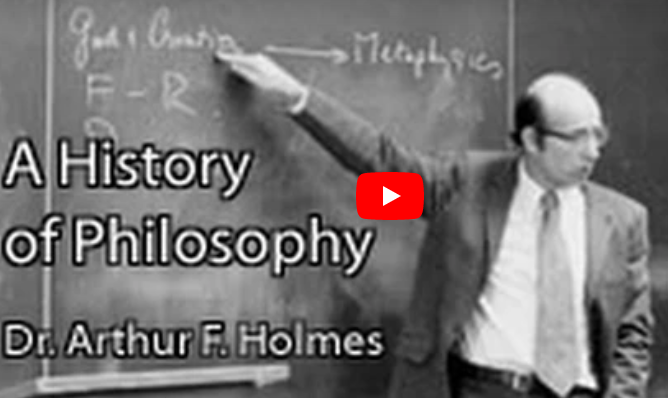 God & Creation → Metaphysics
F - R
A History
of Philosophy
Dr. Arthur F. Holmes